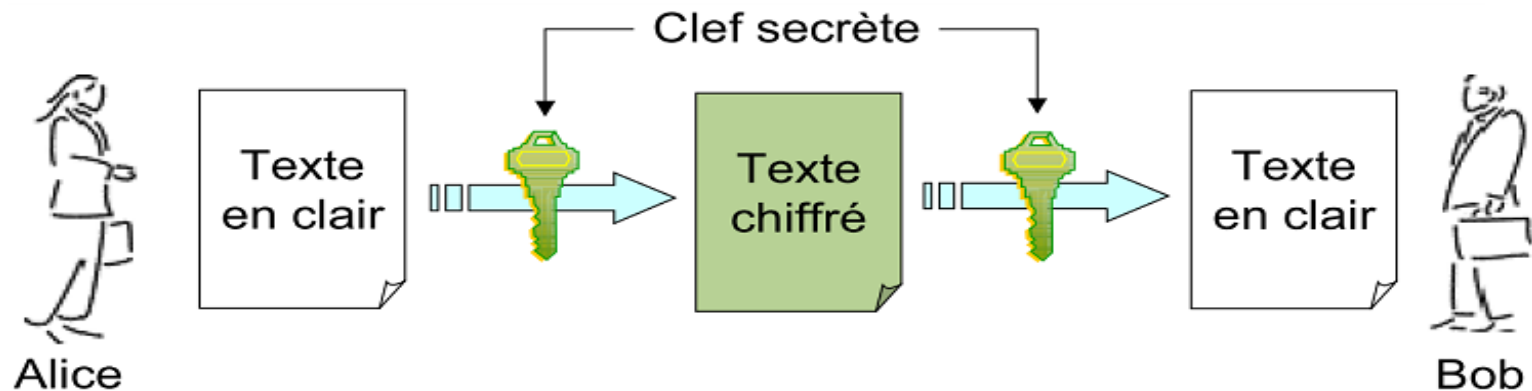 Clef secrète
Texte
en clair
Texte
chiffré
Texte
en clair
Alice
Bob